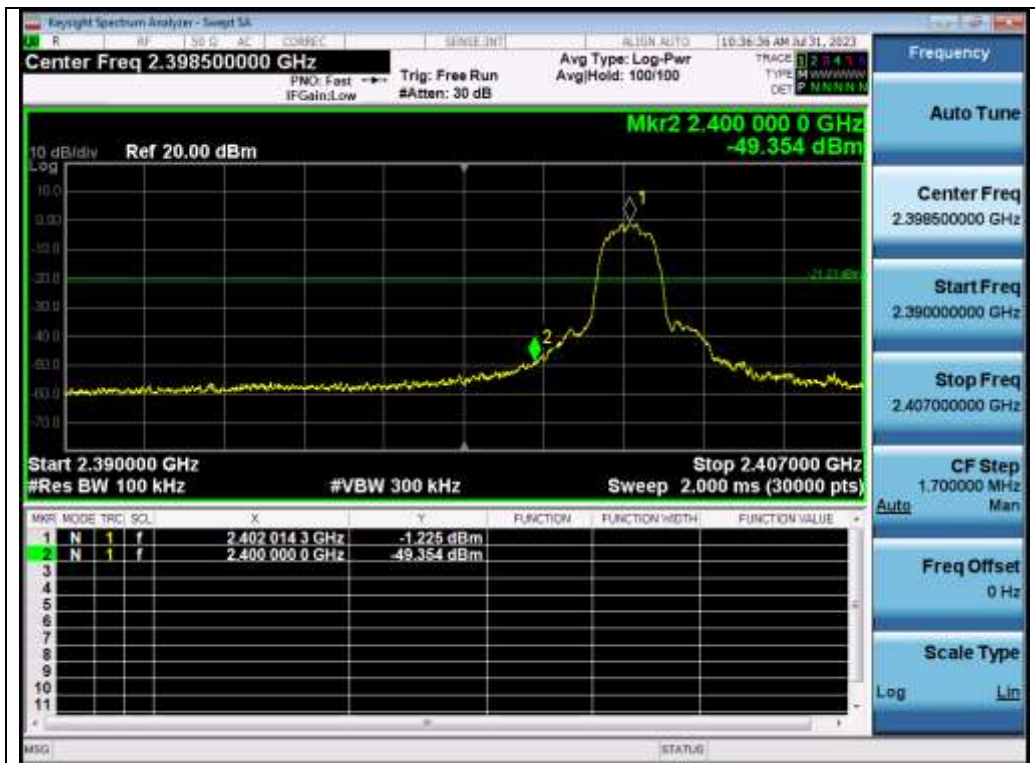 Keysight Spectrum Analyzer - Swept SA
R RF 50 Ω AC CORREC SENSE:INT ALIGN AUTO 10:36:36 AM Jul 31, 2023
Center Freq 2.398500000 GHz
PNO: Fast
IFGain:Low
Trig: Free Run
#Atten: 30 dB
Avg Type: Log-Pwr
Avg|Hold: 100/100
TRACE 1 2 3 4 5 6
TYPE M WWWWW
DET P NNNNN
Mkr2 2.400 000 0 GHz
-49.354 dBm
10 dB/div Ref 20.00 dBm
Log
10.0
0.00
-10.0
-20.0
-30.0
-40.0
-50.0
-60.0
-70.0
1
2
Start 2.390000 GHz
Stop 2.407000 GHz
#Res BW 100 kHz
#VBW 300 kHz
Sweep 2.000 ms (30000 pts)
MKR MODE TRC SCL X Y FUNCTION FUNCTION WIDTH FUNCTION VALUE
1 N 1 f 2.402 014 3 GHz -1.225 dBm
2 N 1 f 2.400 000 0 GHz -49.354 dBm
3
4
5
6
7
8
9
10
11
MSG
STATUS
Frequency
Auto Tune
Center Freq
2.398500000 GHz
Start Freq
2.390000000 GHz
Stop Freq
2.407000000 GHz
CF Step
1.700000 MHz
Auto Man
Freq Offset
0 Hz
Scale Type
Log Lin